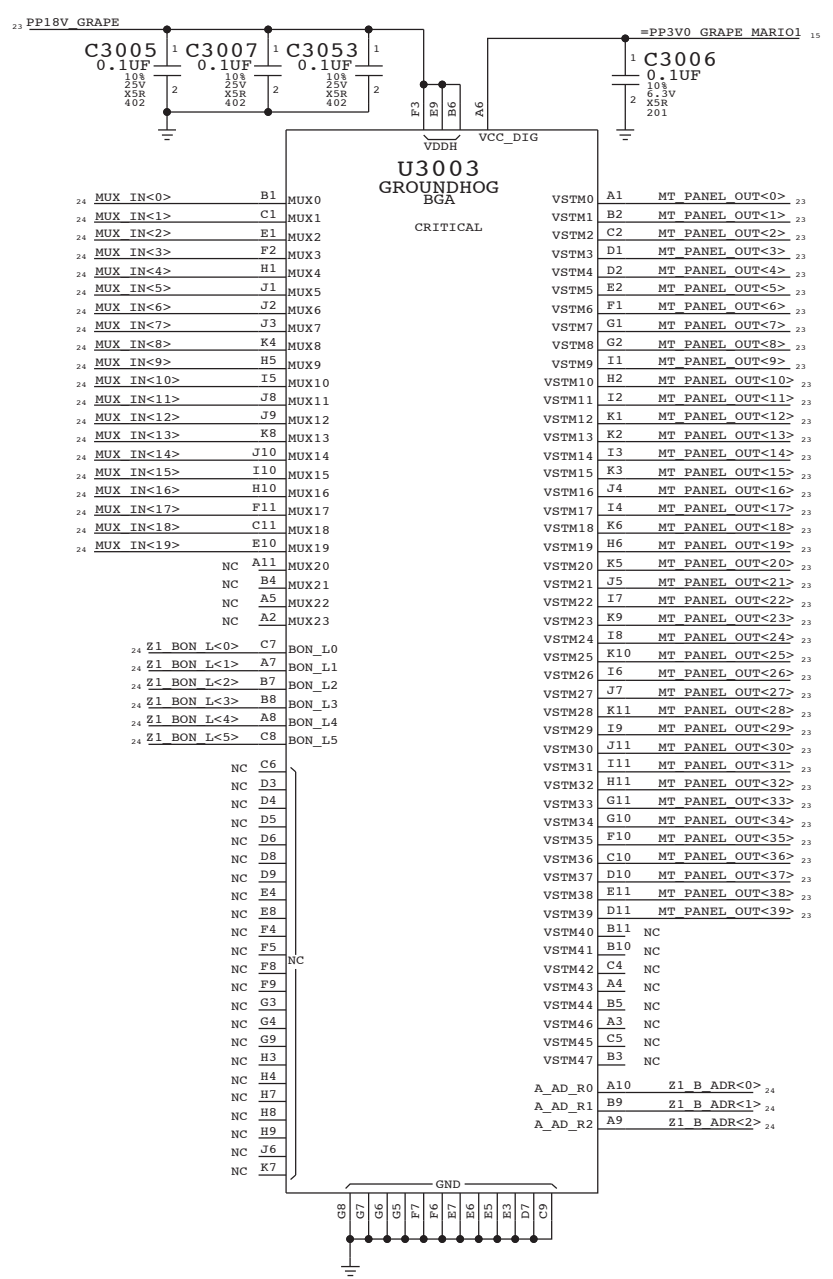 23 PP18V_GRAPE
=PP3V0_GRAPE_MARIO1 15
C3005 0.1UF 10% 25V X5R 402 1 2
C3007 0.1UF 10% 25V X5R 402 1 2
C3053 0.1UF 10% 25V X5R 402 1 2
C3006 0.1UF 10% 6.3V X5R 201 1 2
F3 E9 B6 A6
VDDH VCC_DIG
U3003
GROUNDHOG
BGA
CRITICAL
24 MUX_IN<0> B1 MUX0 VSTM0 A1 MT_PANEL_OUT<0> 23
24 MUX_IN<1> C1 MUX1 VSTM1 B2 MT_PANEL_OUT<1> 23
24 MUX_IN<2> E1 MUX2 VSTM2 C2 MT_PANEL_OUT<2> 23
24 MUX_IN<3> F2 MUX3 VSTM3 D1 MT_PANEL_OUT<3> 23
24 MUX_IN<4> H1 MUX4 VSTM4 D2 MT_PANEL_OUT<4> 23
24 MUX_IN<5> J1 MUX5 VSTM5 E2 MT_PANEL_OUT<5> 23
24 MUX_IN<6> J2 MUX6 VSTM6 F1 MT_PANEL_OUT<6> 23
24 MUX_IN<7> J3 MUX7 VSTM7 G1 MT_PANEL_OUT<7> 23
24 MUX_IN<8> K4 MUX8 VSTM8 G2 MT_PANEL_OUT<8> 23
24 MUX_IN<9> H5 MUX9 VSTM9 I1 MT_PANEL_OUT<9> 23
24 MUX_IN<10> I5 MUX10 VSTM10 H2 MT_PANEL_OUT<10> 23
24 MUX_IN<11> J8 MUX11 VSTM11 I2 MT_PANEL_OUT<11> 23
24 MUX_IN<12> J9 MUX12 VSTM12 K1 MT_PANEL_OUT<12> 23
24 MUX_IN<13> K8 MUX13 VSTM13 K2 MT_PANEL_OUT<13> 23
24 MUX_IN<14> J10 MUX14 VSTM14 I3 MT_PANEL_OUT<14> 23
24 MUX_IN<15> I10 MUX15 VSTM15 K3 MT_PANEL_OUT<15> 23
24 MUX_IN<16> H10 MUX16 VSTM16 J4 MT_PANEL_OUT<16> 23
24 MUX_IN<17> F11 MUX17 VSTM17 I4 MT_PANEL_OUT<17> 23
24 MUX_IN<18> C11 MUX18 VSTM18 K6 MT_PANEL_OUT<18> 23
24 MUX_IN<19> E10 MUX19 VSTM19 H6 MT_PANEL_OUT<19> 23
NC A11 MUX20 VSTM20 K5 MT_PANEL_OUT<20> 23
NC B4 MUX21 VSTM21 J5 MT_PANEL_OUT<21> 23
NC A5 MUX22 VSTM22 I7 MT_PANEL_OUT<22> 23
NC A2 MUX23 VSTM23 K9 MT_PANEL_OUT<23> 23
24 Z1_BON_L<0> C7 BON_L0 VSTM24 I8 MT_PANEL_OUT<24> 23
24 Z1_BON_L<1> A7 BON_L1 VSTM25 K10 MT_PANEL_OUT<25> 23
24 Z1_BON_L<2> B7 BON_L2 VSTM26 I6 MT_PANEL_OUT<26> 23
24 Z1_BON_L<3> B8 BON_L3 VSTM27 J7 MT_PANEL_OUT<27> 23
24 Z1_BON_L<4> A8 BON_L4 VSTM28 K11 MT_PANEL_OUT<28> 23
24 Z1_BON_L<5> C8 BON_L5 VSTM29 I9 MT_PANEL_OUT<29> 23
VSTM30 J11 MT_PANEL_OUT<30> 23
NC C6 VSTM31 I11 MT_PANEL_OUT<31> 23
NC D3 VSTM32 H11 MT_PANEL_OUT<32> 23
NC D4 VSTM33 G11 MT_PANEL_OUT<33> 23
NC D5 VSTM34 G10 MT_PANEL_OUT<34> 23
NC D6 VSTM35 F10 MT_PANEL_OUT<35> 23
NC D8 VSTM36 C10 MT_PANEL_OUT<36> 23
NC D9 VSTM37 D10 MT_PANEL_OUT<37> 23
NC E4 VSTM38 E11 MT_PANEL_OUT<38> 23
NC E8 VSTM39 D11 MT_PANEL_OUT<39> 23
NC F4 VSTM40 B11 NC
NC F5 NC VSTM41 B10 NC
NC F8 VSTM42 C4 NC
NC F9 VSTM43 A4 NC
NC G3 VSTM44 B5 NC
NC G4 VSTM46 A3 NC
NC G9 VSTM45 C5 NC
NC H3 VSTM47 B3 NC
NC H4 A_AD_R0 A10 Z1_B_ADR<0> 24
NC H7 A_AD_R1 B9 Z1_B_ADR<1> 24
NC H8 A_AD_R2 A9 Z1_B_ADR<2> 24
NC H9
NC J6
NC K7
GND
G8 G7 G6 G5 F7 F6 E7 E6 E5 E3 D7 C9